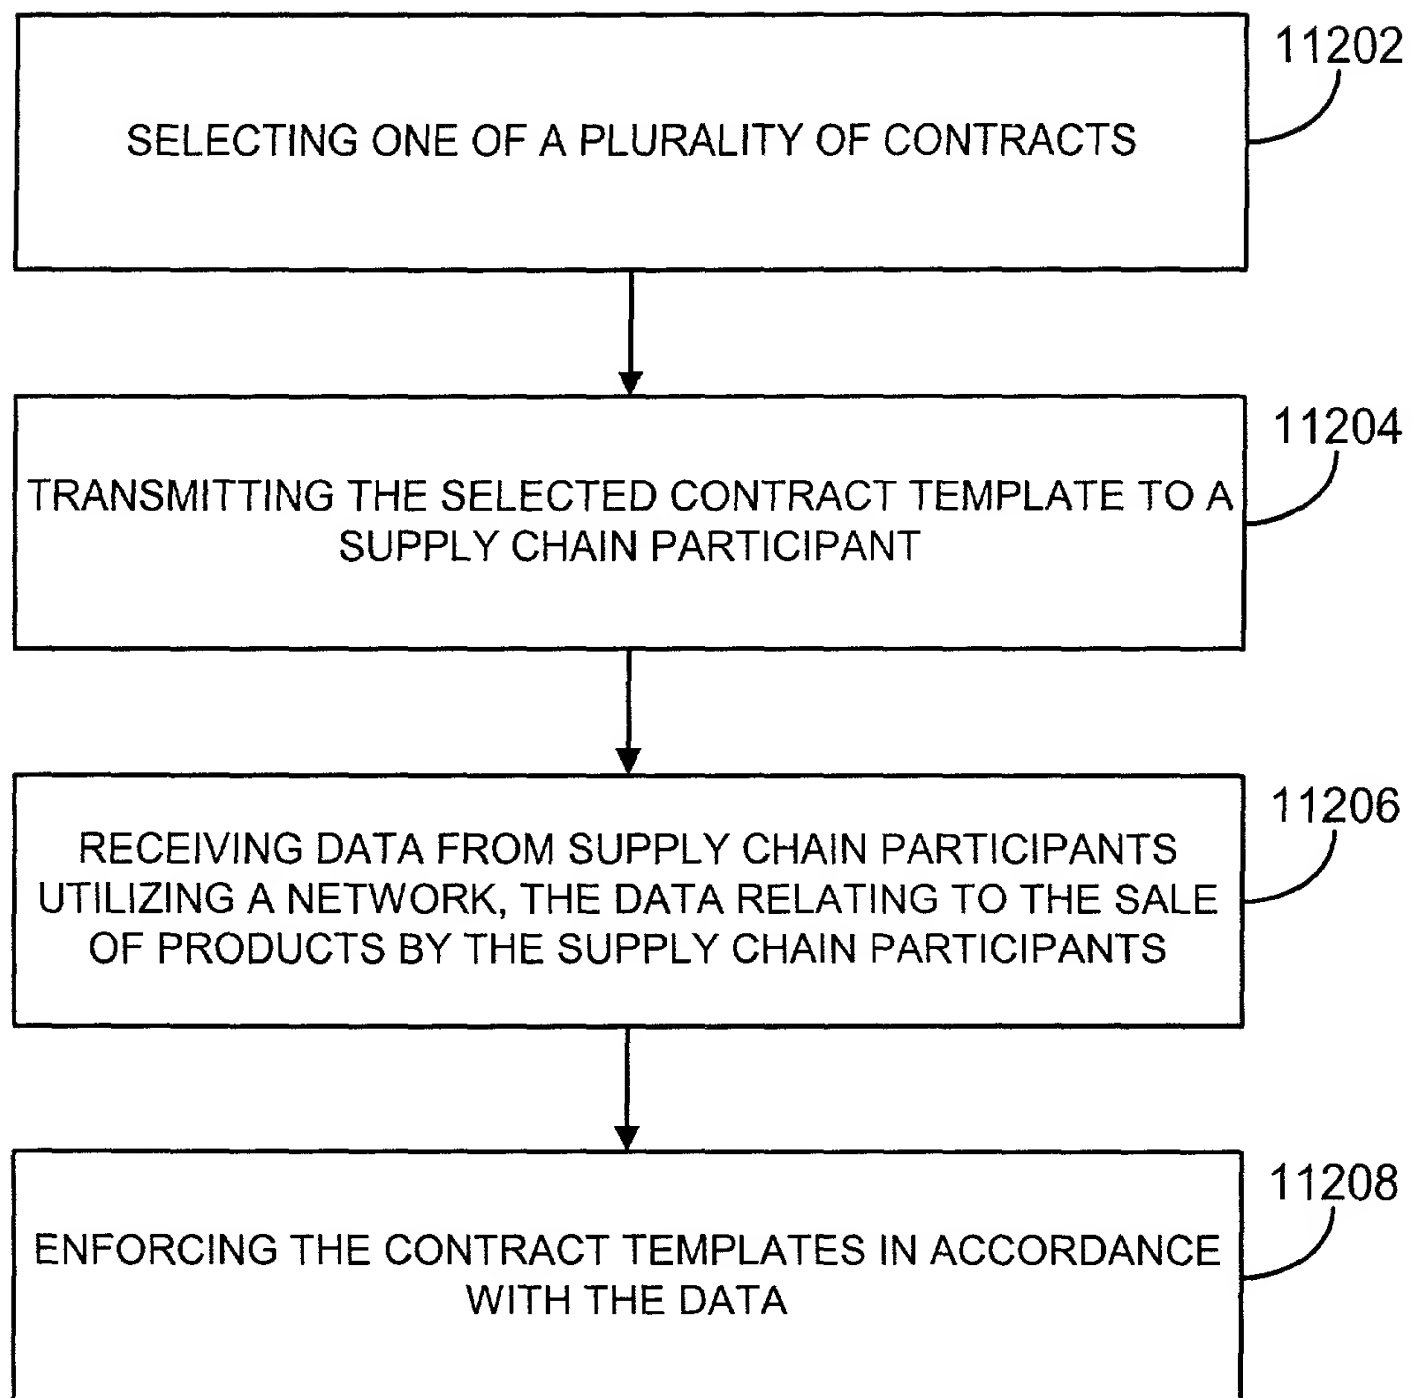 11202
SELECTING ONE OF A PLURALITY OF CONTRACTS
11204
TRANSMITTING THE SELECTED CONTRACT TEMPLATE TO A
SUPPLY CHAIN PARTICIPANT
11206
RECEIVING DATA FROM SUPPLY CHAIN PARTICIPANTS
UTILIZING A NETWORK, THE DATA RELATING TO THE SALE
OF PRODUCTS BY THE SUPPLY CHAIN PARTICIPANTS
11208
ENFORCING THE CONTRACT TEMPLATES IN ACCORDANCE
WITH THE DATA